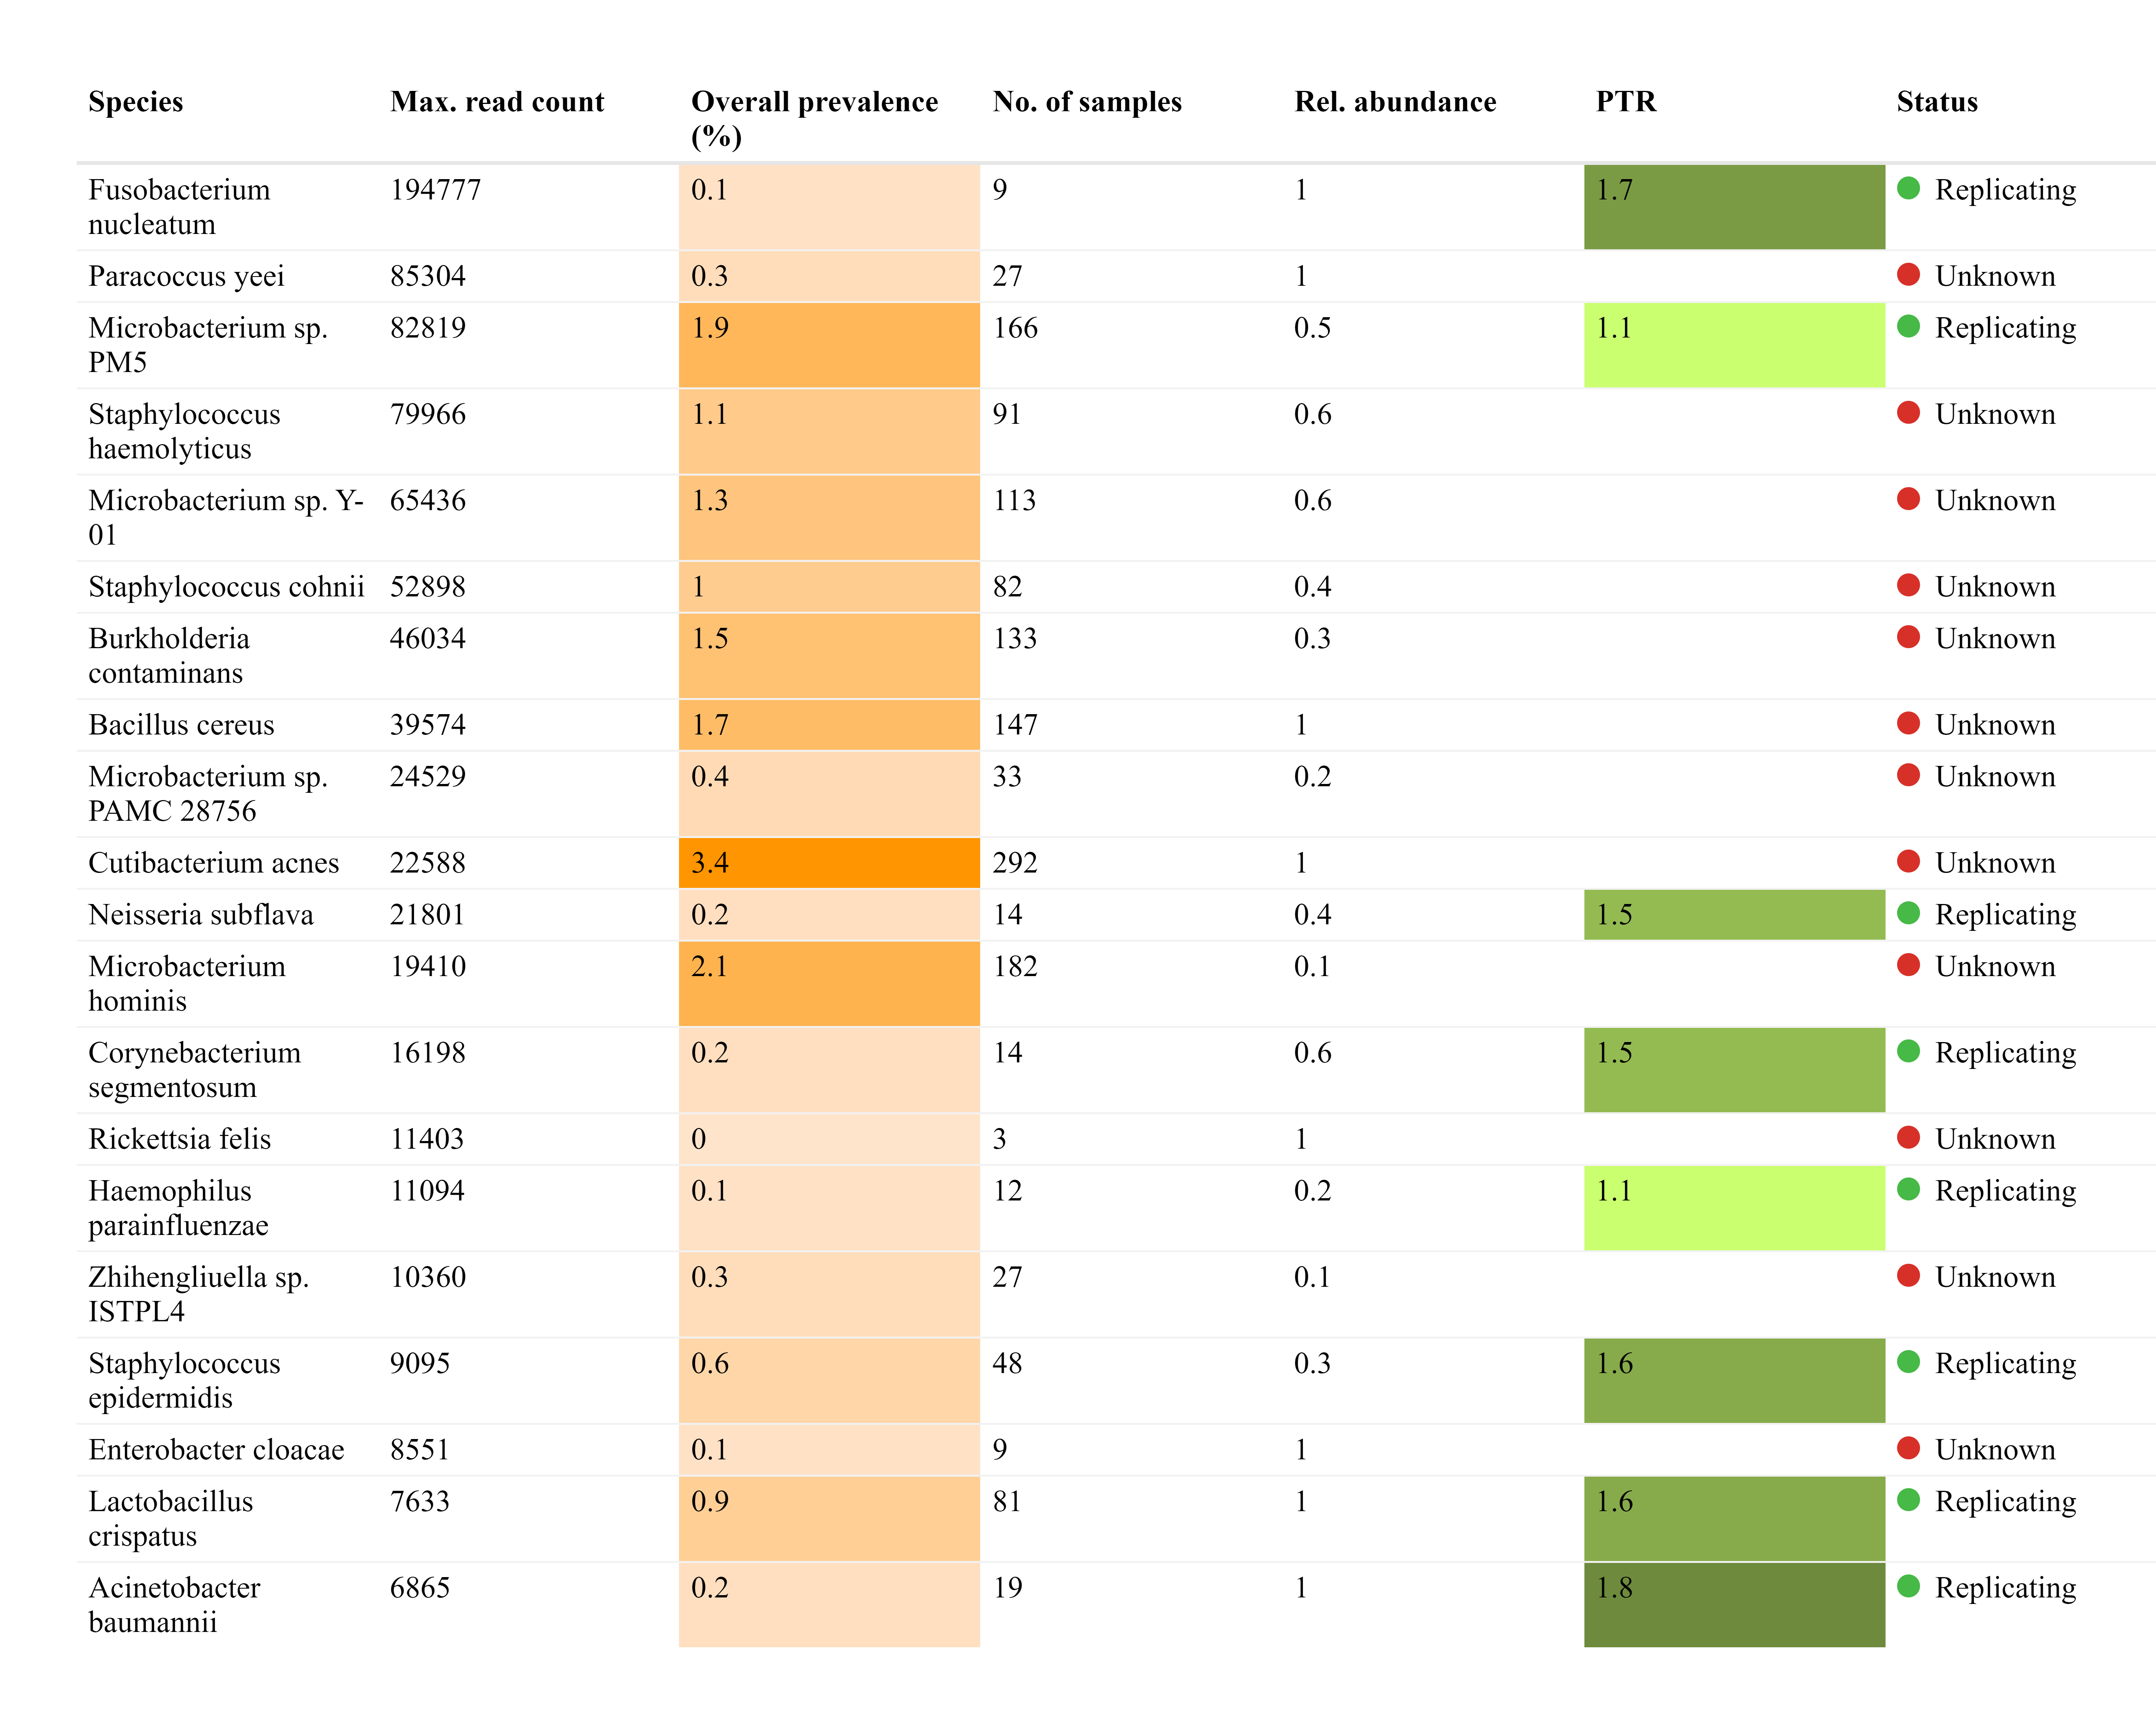 Species Max. read count Overall prevalence (%) No. of samples Rel. abundance PTR Status
Fusobacterium nucleatum 194777 0.1 9 1 1.7 Replicating
Paracoccus yeei 85304 0.3 27 1 Unknown
Microbacterium sp. PM5 82819 1.9 166 0.5 1.1 Replicating
Staphylococcus haemolyticus 79966 1.1 91 0.6 Unknown
Microbacterium sp. Y-01 65436 1.3 113 0.6 Unknown
Staphylococcus cohnii 52898 1 82 0.4 Unknown
Burkholderia contaminans 46034 1.5 133 0.3 Unknown
Bacillus cereus 39574 1.7 147 1 Unknown
Microbacterium sp. PAMC 28756 24529 0.4 33 0.2 Unknown
Cutibacterium acnes 22588 3.4 292 1 Unknown
Neisseria subflava 21801 0.2 14 0.4 1.5 Replicating
Microbacterium hominis 19410 2.1 182 0.1 Unknown
Corynebacterium segmentosum 16198 0.2 14 0.6 1.5 Replicating
Rickettsia felis 11403 0 3 1 Unknown
Haemophilus parainfluenzae 11094 0.1 12 0.2 1.1 Replicating
Zhihengliuella sp. ISTPL4 10360 0.3 27 0.1 Unknown
Staphylococcus epidermidis 9095 0.6 48 0.3 1.6 Replicating
Enterobacter cloacae 8551 0.1 9 1 Unknown
Lactobacillus crispatus 7633 0.9 81 1 1.6 Replicating
Acinetobacter baumannii 6865 0.2 19 1 1.8 Replicating